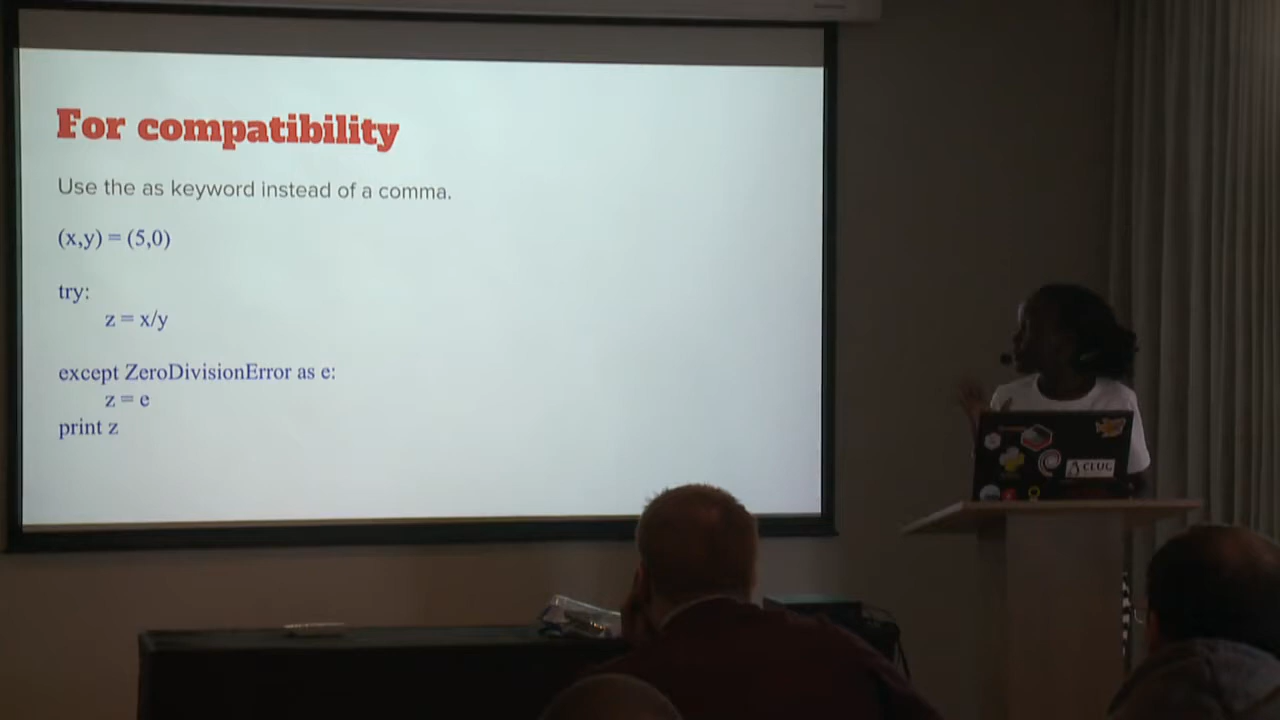 For compatibility
Use the as keyword instead of a comma.
(x,y) = (5,0)
try:
z = x/y
except ZeroDivisionError as e:
z = e
print z
CLUG